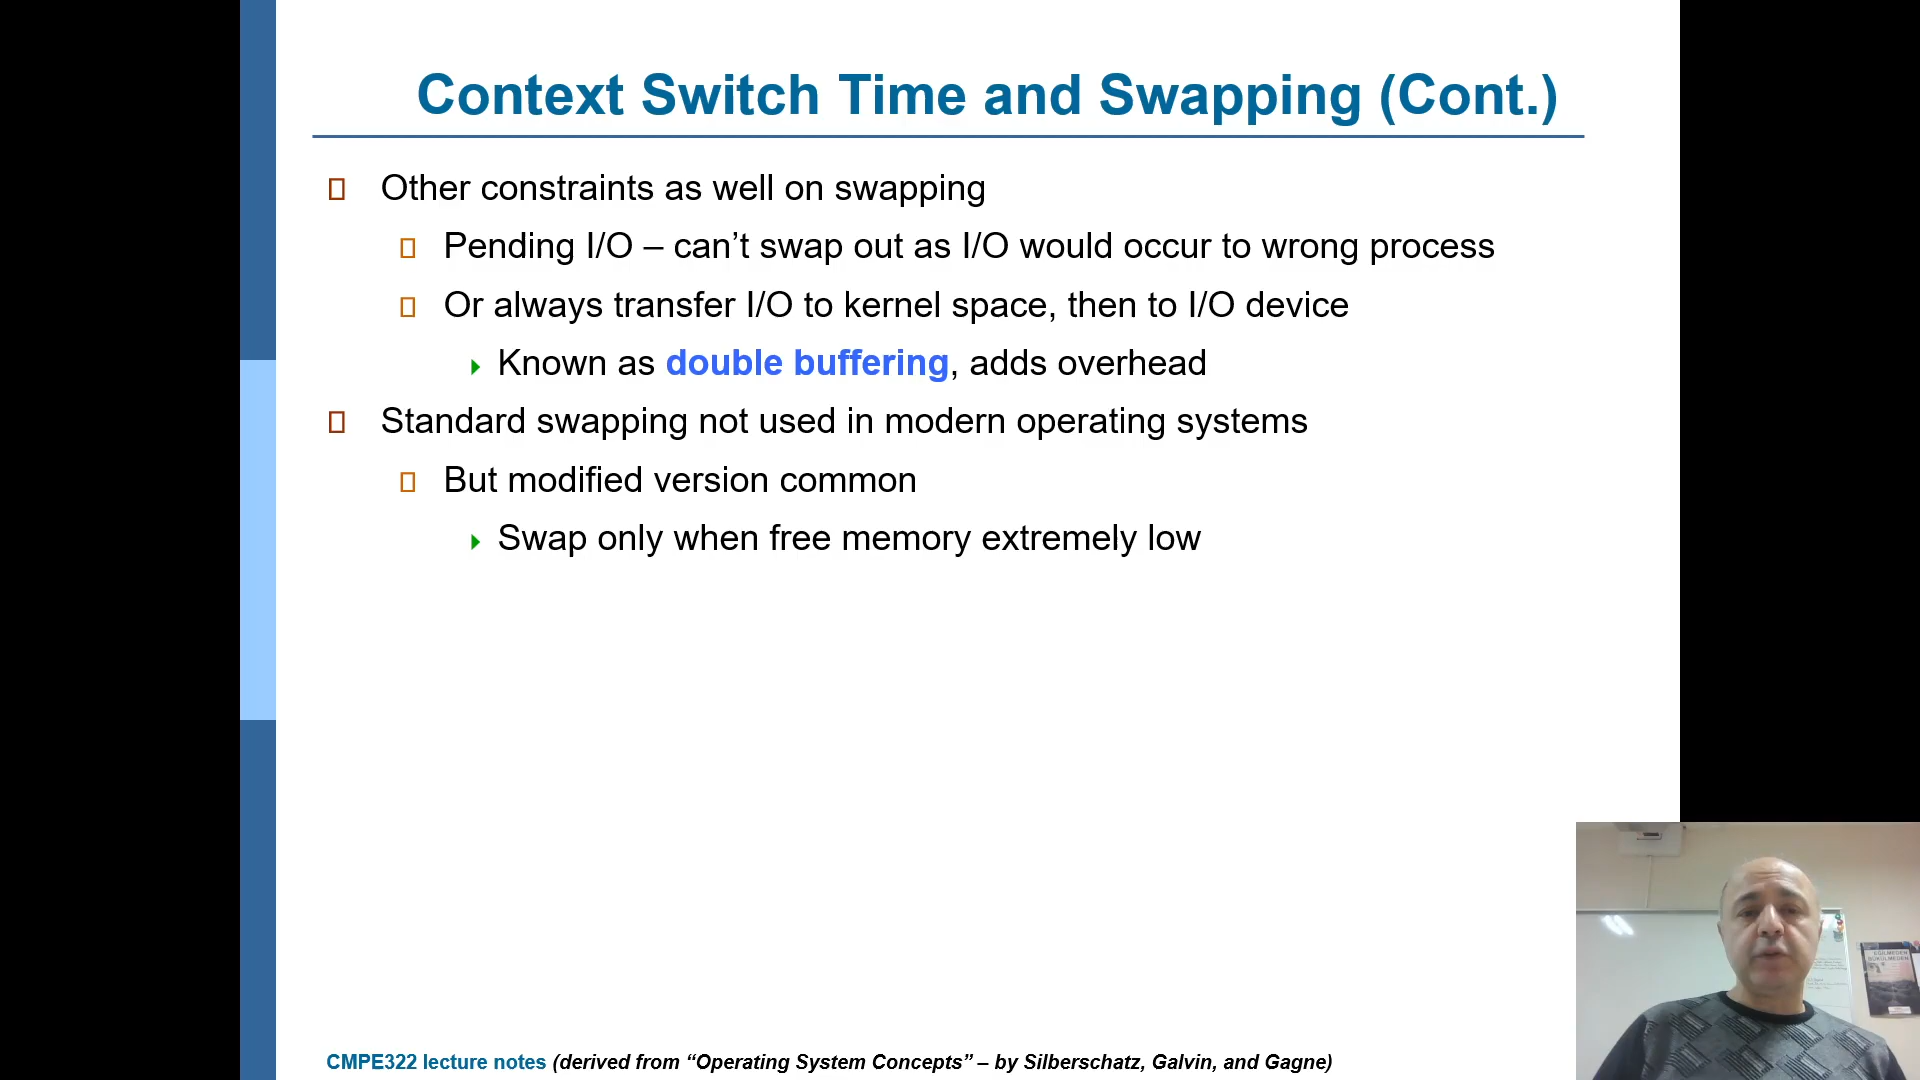 Context Switch Time and Swapping (Cont.)
Other constraints as well on swapping
Pending I/O – can’t swap out as I/O would occur to wrong process
Or always transfer I/O to kernel space, then to I/O device
Known as double buffering, adds overhead
Standard swapping not used in modern operating systems
But modified version common
Swap only when free memory extremely low
EĞİLMEDEN
BÜKÜLMEDEN
CMPE322 lecture notes (derived from “Operating System Concepts” – by Silberschatz, Galvin, and Gagne)